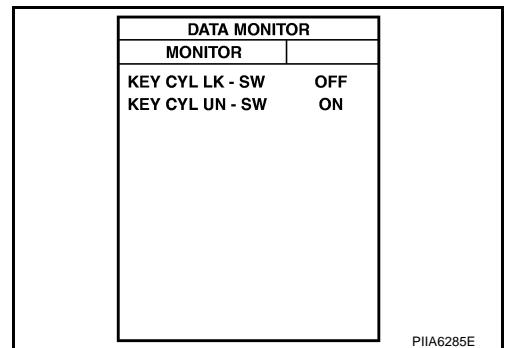 DATA MONITOR
MONITOR
KEY CYL LK - SW OFF
KEY CYL UN - SW ON
PIIA6285E